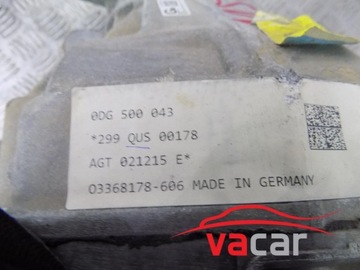 0DG 500 043
*299 QUS 00178
AGT 021215 E*
03368178-606 MADE IN GERMANY
vacar